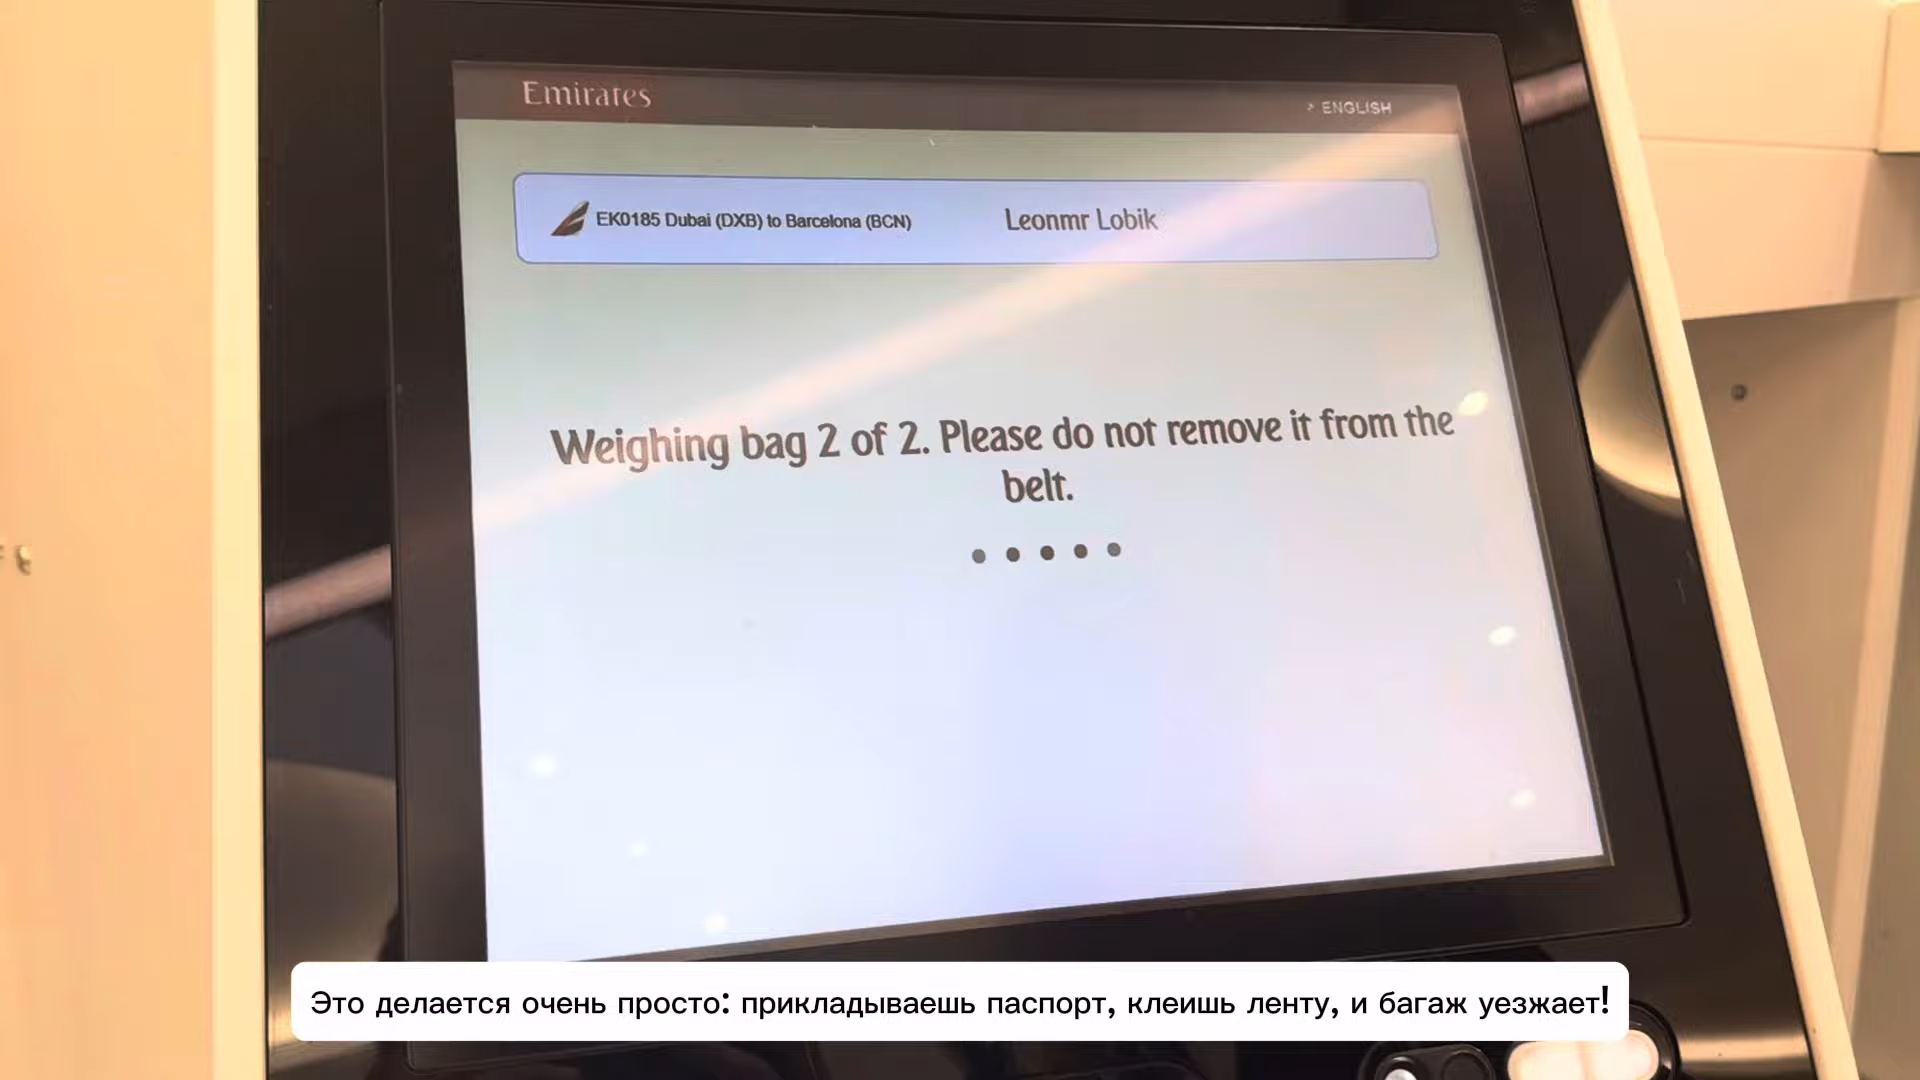 Emirates
ENGLISH
EK0185 Dubai (DXB) to Barcelona (BCN)
Leonmr Lobik
Weighing bag 2 of 2. Please do not remove it from the
belt.
Это делается очень просто: прикладываешь паспорт, клеишь ленту, и багаж уезжает!